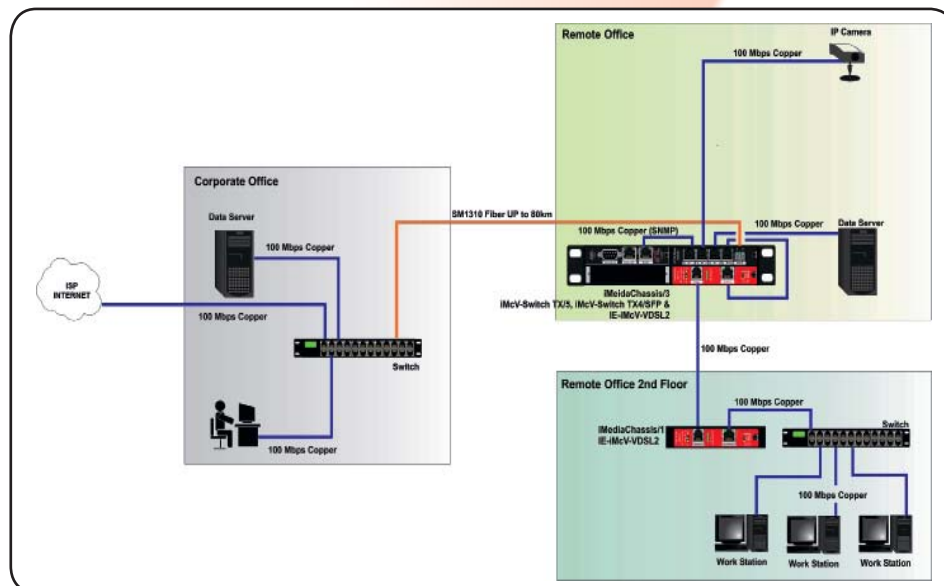 Remote Office
IP Camera
100 Mbps Copper
Corporate Office
SM1310 Fiber UP to 80km
Data Server
100 Mbps Copper
100 Mbps Copper (SNMP)
100 Mbps Copper
Data Server
ISP
INTERNET
100 Mbps Copper
iMeidaChassis/3
iMcV-Switch TX/5, iMcV-Switch TX4/SFP &
IE-iMcV-VDSL2
Switch
100 Mbps Copper
100 Mbps Copper
Remote Office 2nd Floor
100 Mbps Copper
Switch
iMediaChassis/1
IE-iMcV-VDSL2
100 Mbps Copper
Work Station
Work Station
Work Station